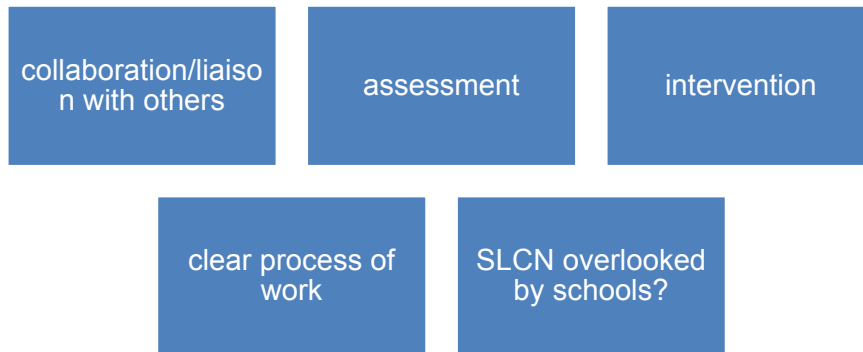 collaboration/liaiso
n with others
assessment
intervention
clear process of
work
SLCN overlooked
by schools?